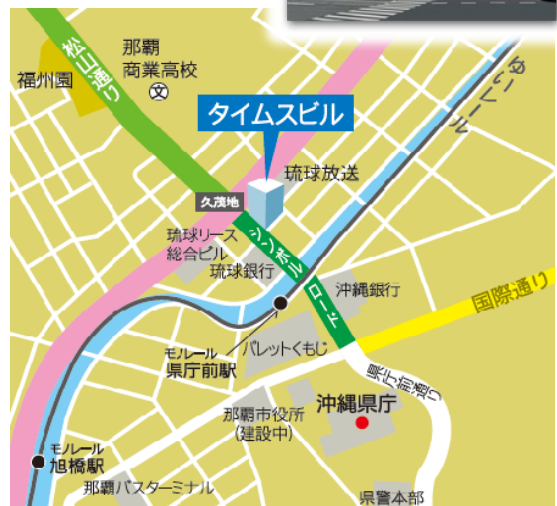 松山通り
那覇
商業高校
文
福州園
ゆいレール
タイムスビル
琉球放送
久茂地
シンボルロード
琉球リース
総合ビル
琉球銀行
沖縄銀行
国際通り
モノレール
県庁前駅
パレットくもじ
県庁前通り
沖縄県庁
那覇市役所
(建設中)
モノレール
旭橋駅
那覇バスターミナル
県警本部